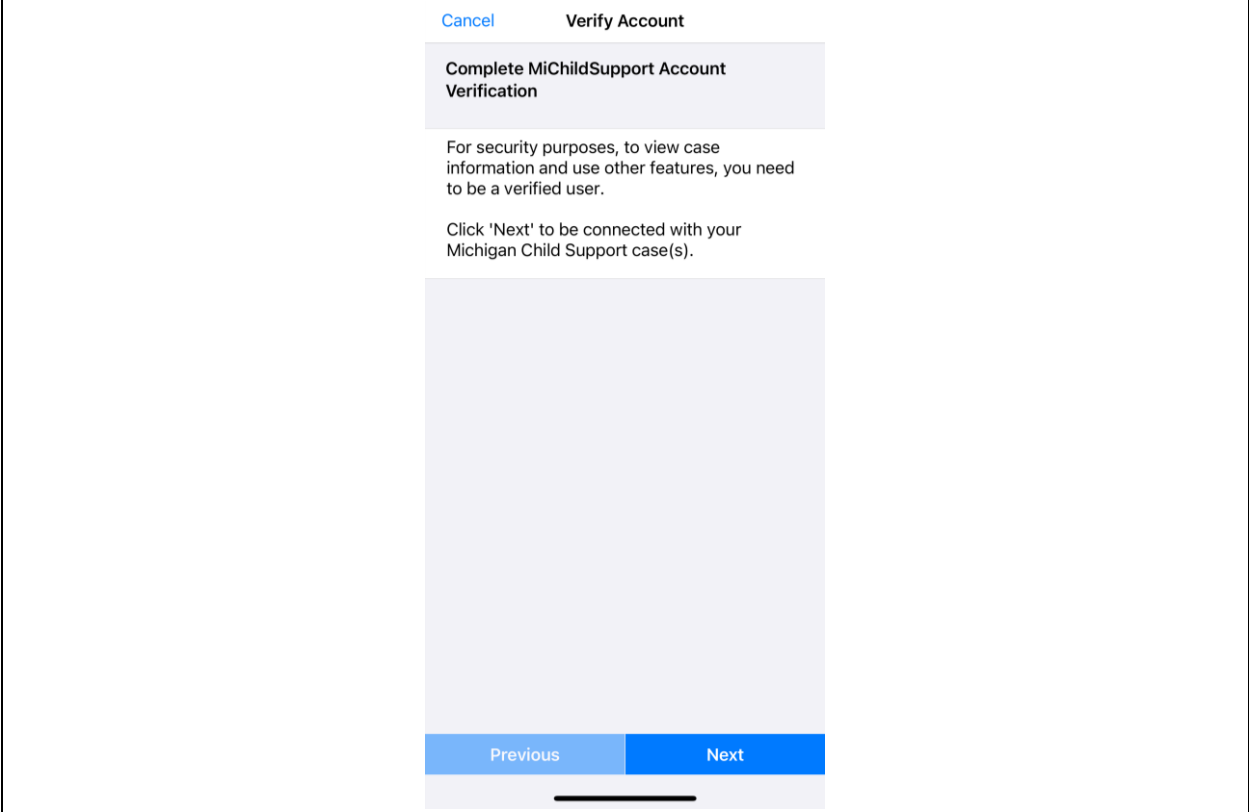 Cancel Verify Account
Complete MiChildSupport Account
Verification
For security purposes, to view case
information and use other features, you need
to be a verified user.
Click 'Next' to be connected with your
Michigan Child Support case(s).
Previous Next